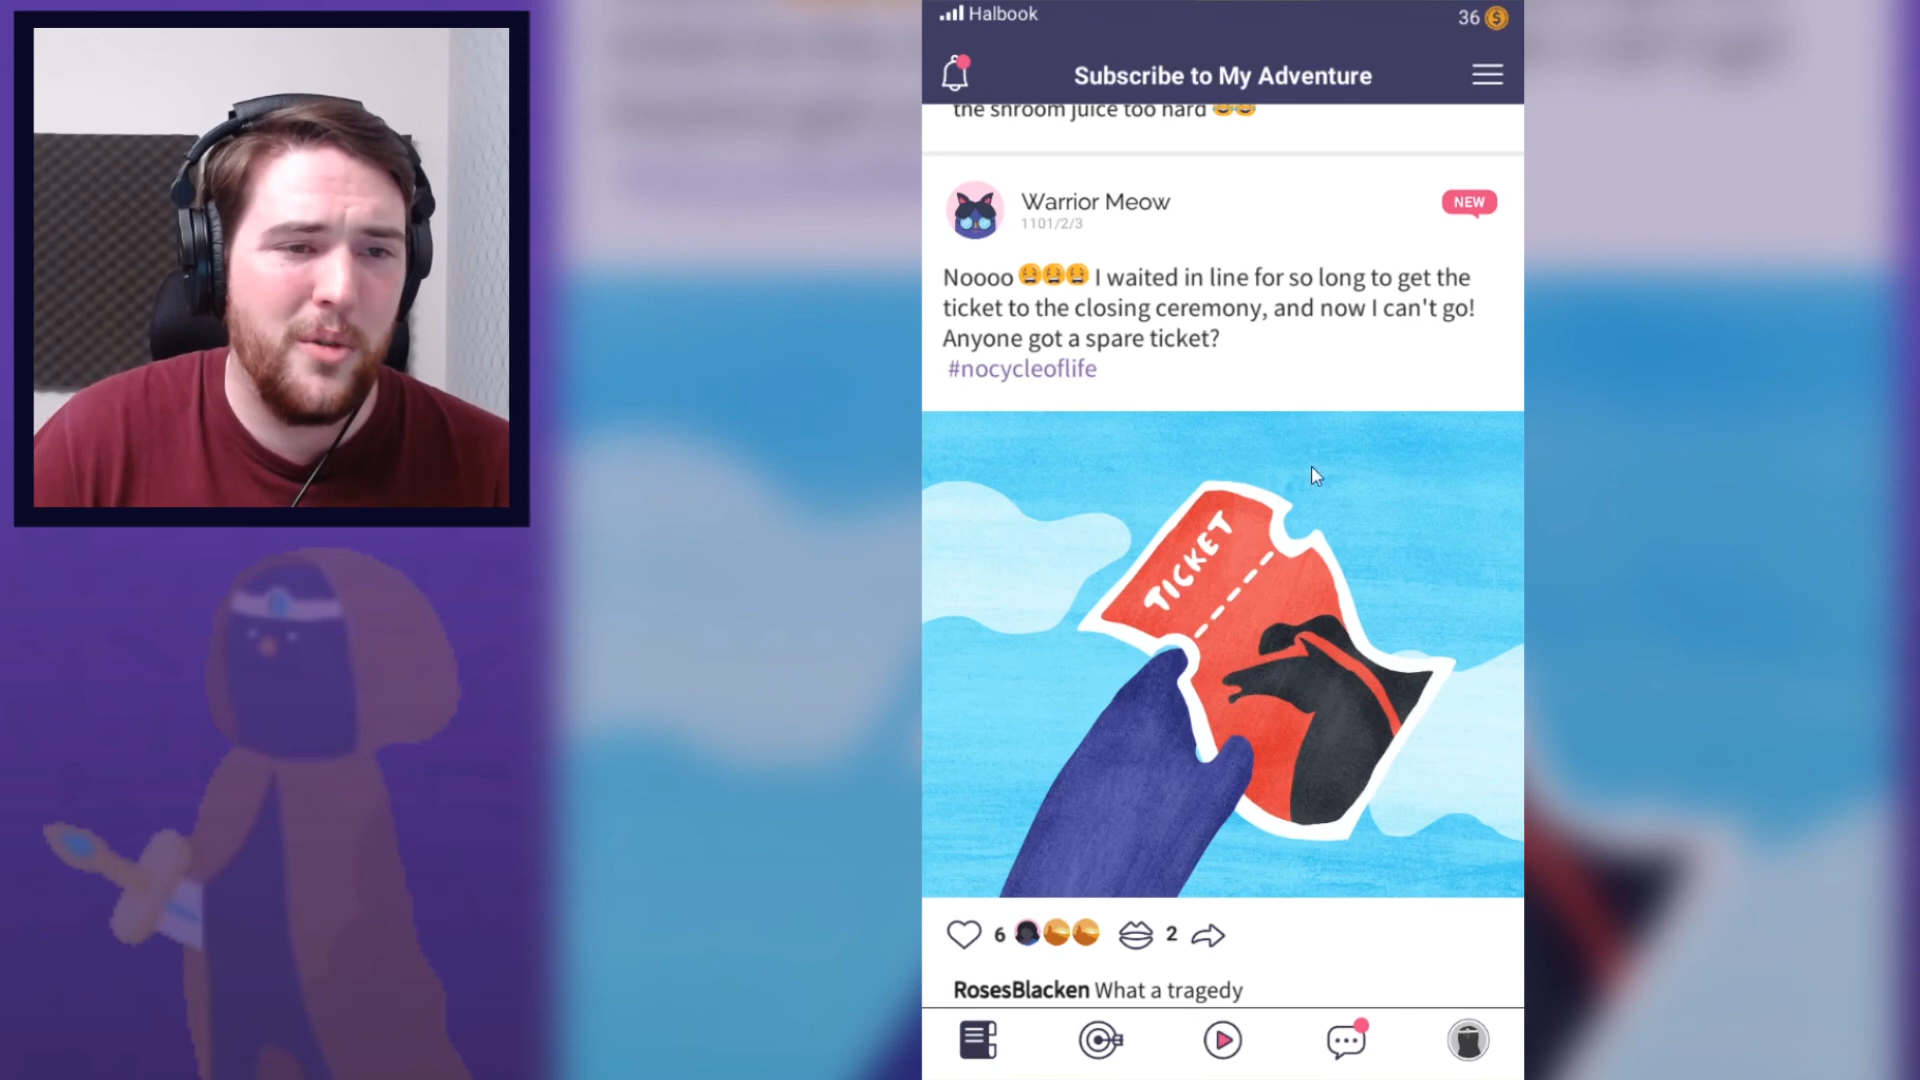 Halbook
36
Subscribe to My Adventure
the shroom juice too hard 😂😂
Warrior Meow
NEW
1101/2/3
Noooo 😩😩😩 I waited in line for so long to get the
ticket to the closing ceremony, and now I can't go!
Anyone got a spare ticket?
#nocycleoflife
TICKET
6
2
RosesBlacken What a tragedy